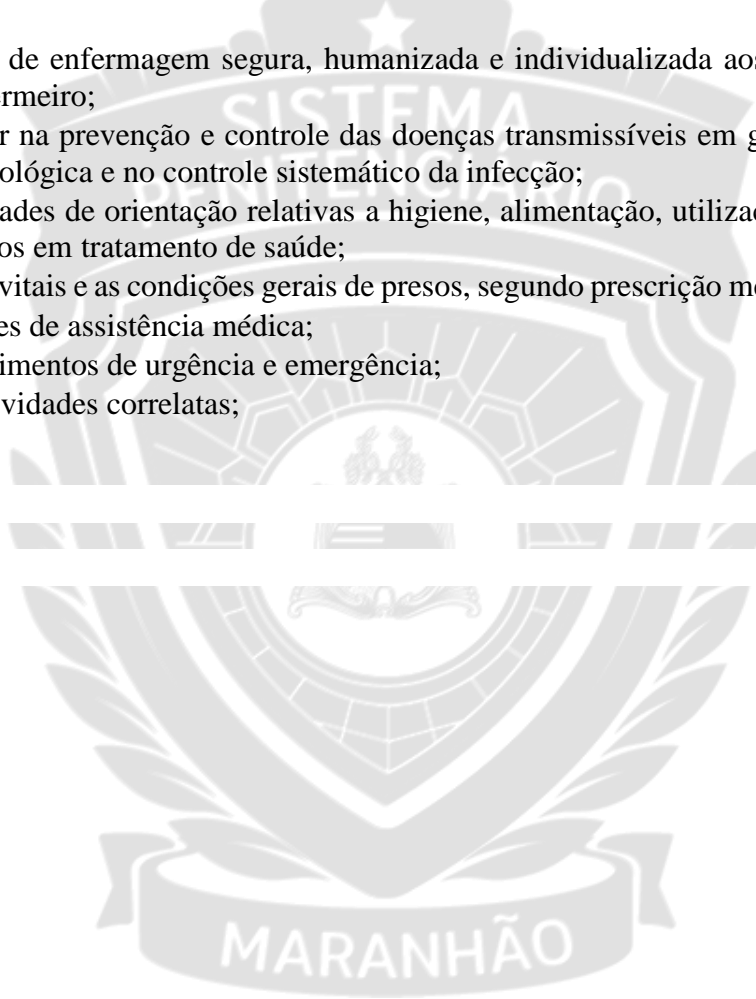 de enfermagem segura, humanizada e individualizada aos
ermeiro;
r na prevenção e controle das doenças transmissíveis em g
ológica e no controle sistemático da infecção;
ades de orientação relativas a higiene, alimentação, utiliza
os em tratamento de saúde;
vitais e as condições gerais de presos, segundo prescrição m
es de assistência médica;
imentos de urgência e emergência;
vidades correlatas;
SISTEMA
PENITENCIÁRIO
MARANHÃO